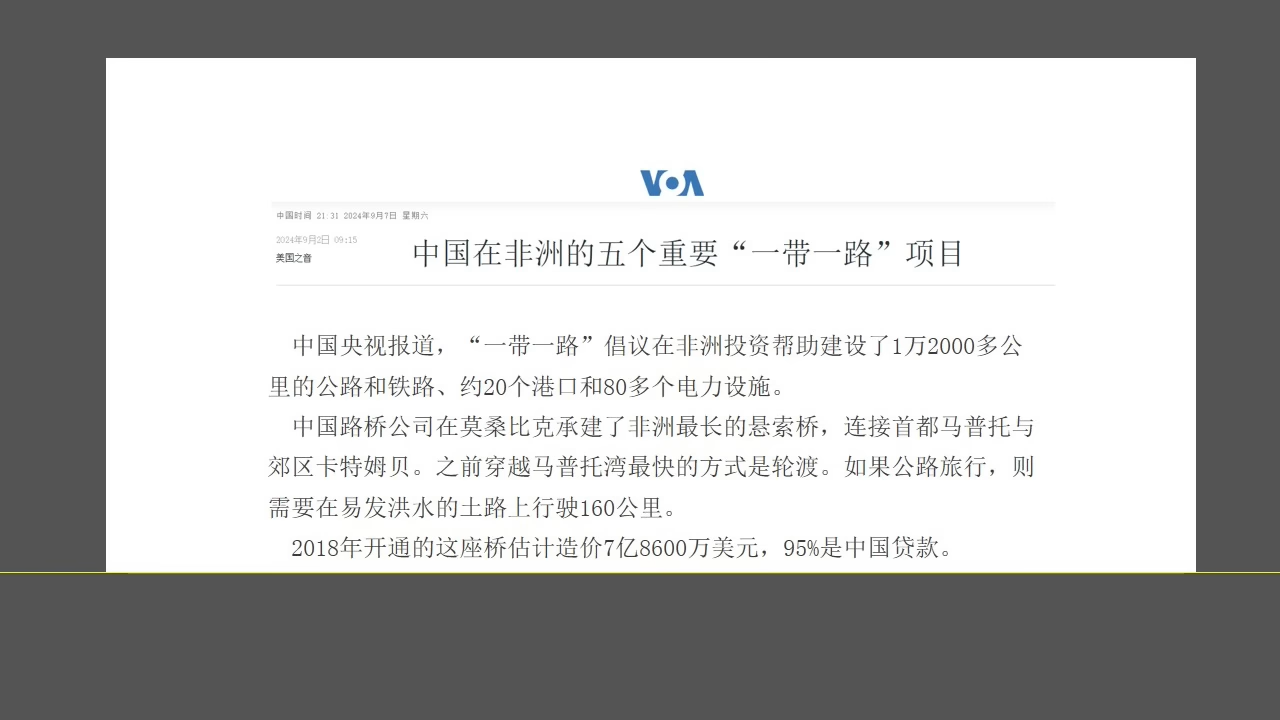 VOA
中国时间 21:31 2024年9月7日 星期六
2024年9月2日 09:15
美国之音
中国在非洲的五个重要“一带一路”项目
中国央视报道，“一带一路”倡议在非洲投资帮助建设了1万2000多公
里的公路和铁路、约20个港口和80多个电力设施。
中国路桥公司在莫桑比克承建了非洲最长的悬索桥，连接首都马普托与
郊区卡特姆贝。之前穿越马普托湾最快的方式是轮渡。如果公路旅行，则
需要在易发洪水的土路上行驶160公里。
2018年开通的这座桥估计造价7亿8600万美元，95%是中国贷款。